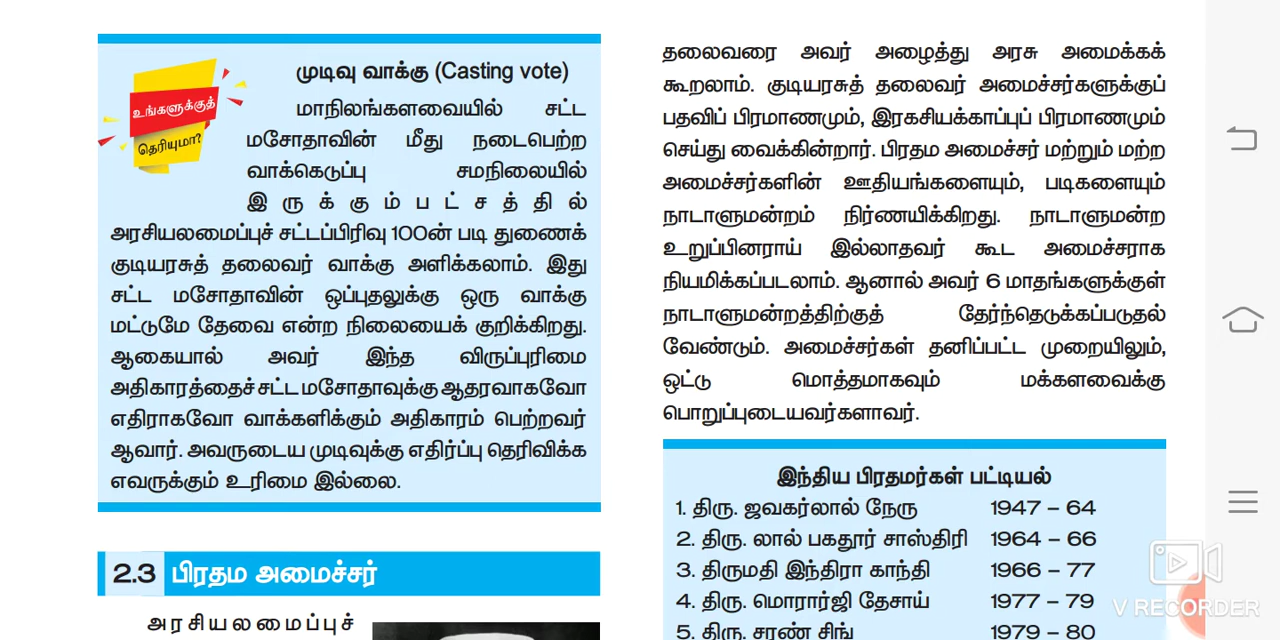 உங்களுக்குத்
தெரியுமா?
முடிவு வாக்கு (Casting vote)
மாநிலங்களவையில் சட்ட
மசோதாவின் மீது நடைபெற்ற
வாக்கெடுப்பு சமநிலையில்
இருக்கும்பட்சத்தில்
அரசியலமைப்புச் சட்டப்பிரிவு 100ன் படி துணைக்
குடியரசுத் தலைவர் வாக்கு அளிக்கலாம். இது
சட்ட மசோதாவின் ஒப்புதலுக்கு ஒரு வாக்கு
மட்டுமே தேவை என்ற நிலையைக் குறிக்கிறது.
ஆகையால் அவர் இந்த விருப்புரிமை
அதிகாரத்தைச் சட்ட மசோதாவுக்கு ஆதரவாகவோ
எதிராகவோ வாக்களிக்கும் அதிகாரம் பெற்றவர்
ஆவார். அவருடைய முடிவுக்கு எதிர்ப்பு தெரிவிக்க
எவருக்கும் உரிமை இல்லை.
2.3 பிரதம அமைச்சர்
அரசியலமைப்புச்
தலைவரை அவர் அழைத்து அரசு அமைக்கக்
கூறலாம். குடியரசுத் தலைவர் அமைச்சர்களுக்குப்
பதவிப் பிரமாணமும், இரகசியக்காப்புப் பிரமாணமும்
செய்து வைக்கின்றார். பிரதம அமைச்சர் மற்றும் மற்ற
அமைச்சர்களின் ஊதியங்களையும், படிகளையும்
நாடாளுமன்றம் நிர்ணயிக்கிறது. நாடாளுமன்ற
உறுப்பினராய் இல்லாதவர் கூட அமைச்சராக
நியமிக்கப்படலாம். ஆனால் அவர் 6 மாதங்களுக்குள்
நாடாளுமன்றத்திற்குத் தேர்ந்தெடுக்கப்படுதல்
வேண்டும். அமைச்சர்கள் தனிப்பட்ட முறையிலும்,
ஒட்டு மொத்தமாகவும் மக்களவைக்கு
பொறுப்புடையவர்களாவர்.
இந்திய பிரதமர்கள் பட்டியல்
1. திரு. ஜவகர்லால் நேரு 1947 – 64
2. திரு. லால் பகதூர் சாஸ்திரி 1964 – 66
3. திருமதி இந்திரா காந்தி 1966 – 77
4. திரு. மொரார்ஜி தேசாய் 1977 – 79
5. திரு. சரண் சிங் 1979 – 80
V RECORDER